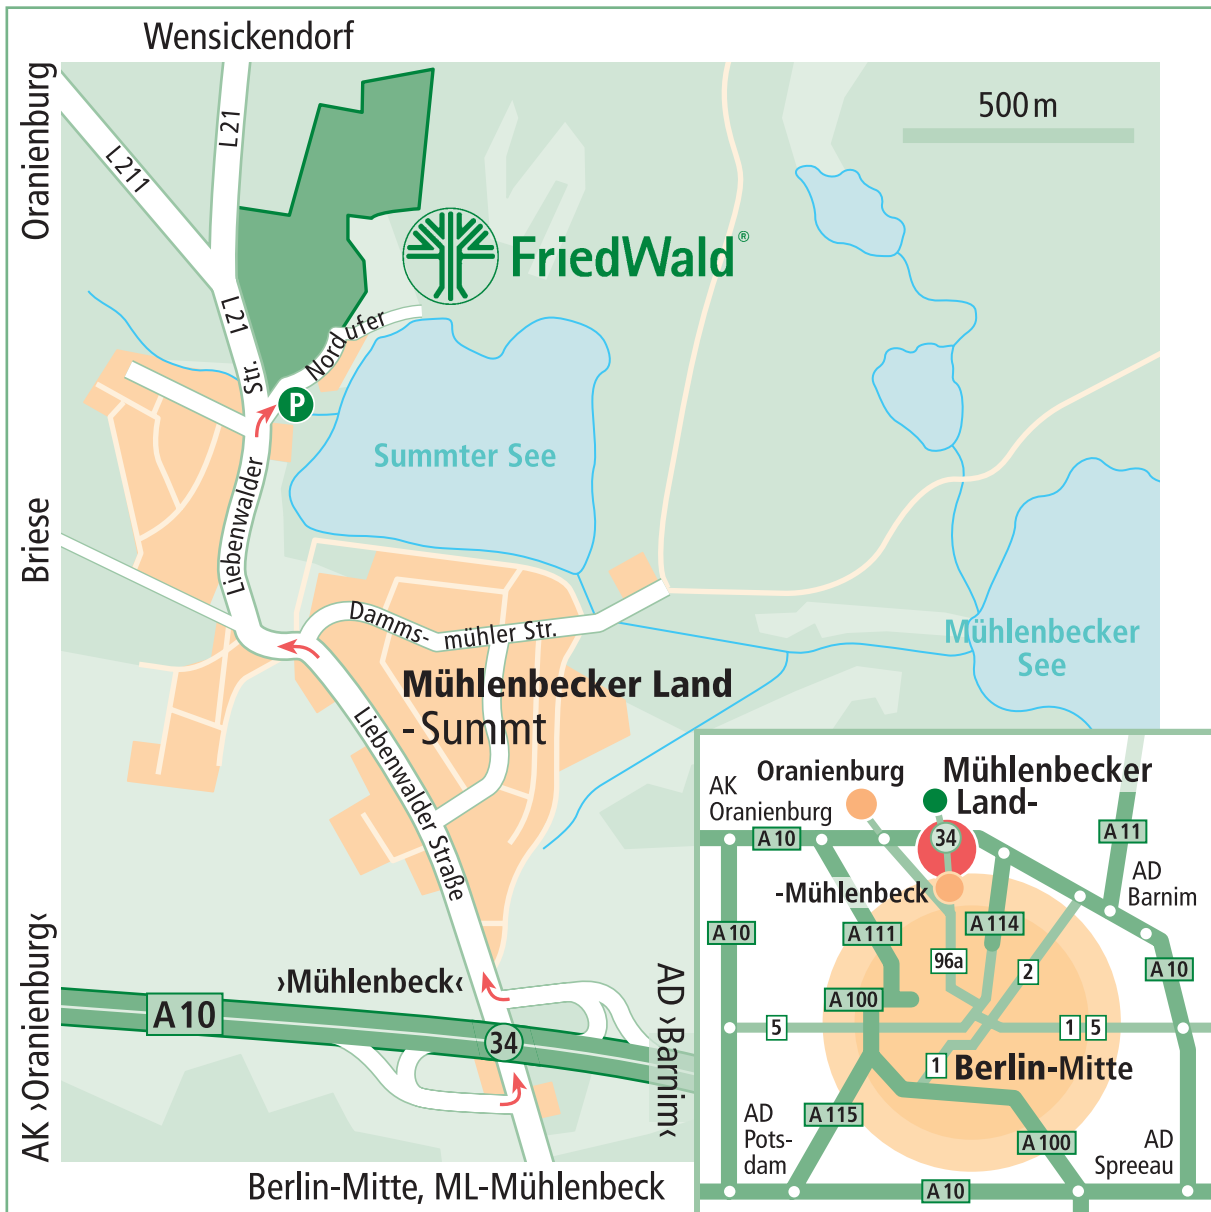 Wensickendorf
Oranienburg
L211
L21
500 m
FriedWald®
L21
Nordufer
Str.
P
Liebenwalder
Summter See
Briese
Damms-
mühler Str.
Mühlenbecker
See
Mühlenbecker Land
- Summt
Liebenwalder Straße
›Mühlenbeck‹
A 10
34
AK ›Oranienburg‹
AD ›Barnim‹
Berlin-Mitte, ML-Mühlenbeck
Oranienburg
Mühlenbecker
Land-
AK
Oranienburg
A 10
34
A 11
-Mühlenbeck
AD
Barnim
A 10
A 111
A 114
96a
2
A 10
A 100
5
1
5
1
Berlin-Mitte
A 115
AD
Pots-
dam
A 100
AD
Spreeau
A 10